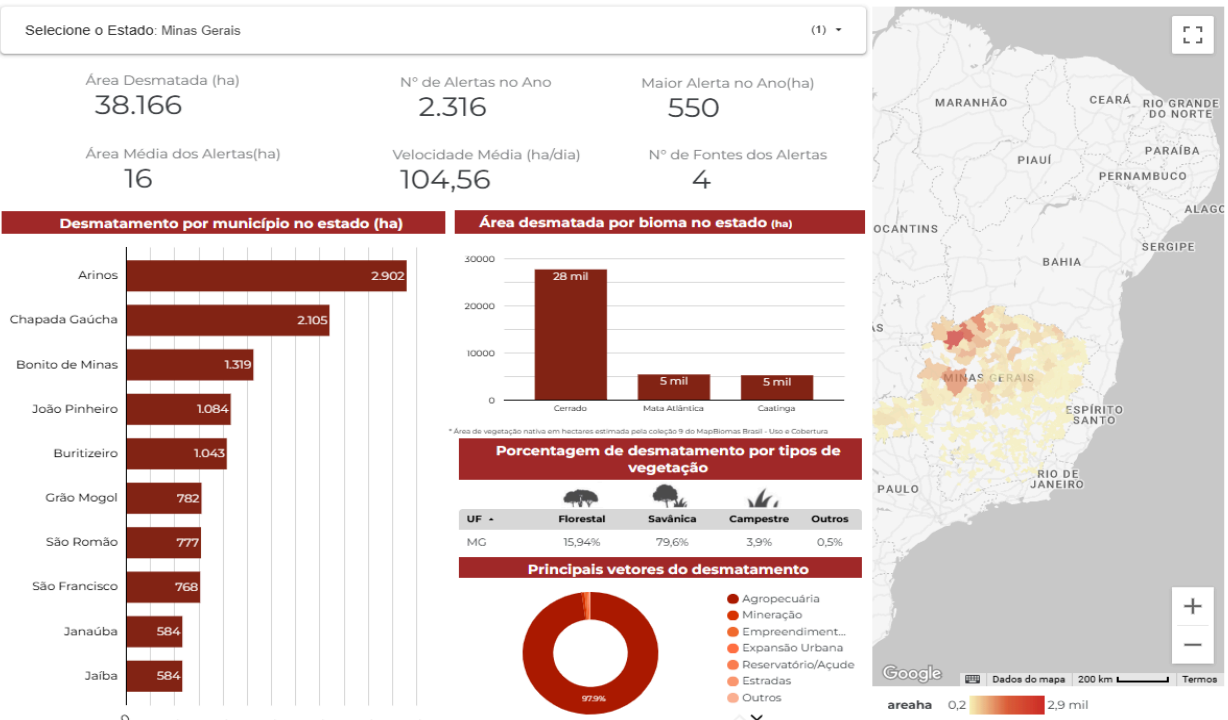 Selecione o Estado: Minas Gerais (1)
Área Desmatada (ha)
38.166
N° de Alertas no Ano
2.316
Maior Alerta no Ano(ha)
550
Área Média dos Alertas(ha)
16
Velocidade Média (ha/dia)
104,56
N° de Fontes dos Alertas
4
Desmatamento por município no estado (ha)
Arinos 2.902
Chapada Gaúcha 2.105
Bonito de Minas 1.319
João Pinheiro 1.084
Buritizeiro 1.043
Grão Mogol 782
São Romão 777
São Francisco 768
Janaúba 584
Jaíba 584
0
Área desmatada por bioma no estado (ha)
30000
20000
10000
0
28 mil
5 mil
5 mil
Cerrado
Mata Atlântica
Caatinga
* Área de vegetação nativa em hectares estimada pela coleção 9 do MapBiomas Brasil - Uso e Cobertura
Porcentagem de desmatamento por tipos de
vegetação
UF Florestal Savânica Campestre Outros
MG 15,94% 79,6% 3,9% 0,5%
Principais vetores do desmatamento
97.9%
Agropecuária
Mineração
Empreendiment...
Expansão Urbana
Reservatório/Açude
Estradas
Outros
MARANHÃO
CEARÁ
RIO GRANDE
DO NORTE
PARAÍBA
PIAUÍ
PERNAMBUCO
ALAGO
OCANTINS
SERGIPE
BAHIA
AS
MINAS GERAIS
ESPÍRITO
SANTO
RIO DE
JANEIRO
PAULO
Google
Dados do mapa 200 km Termos
areaha 0,2 2,9 mil